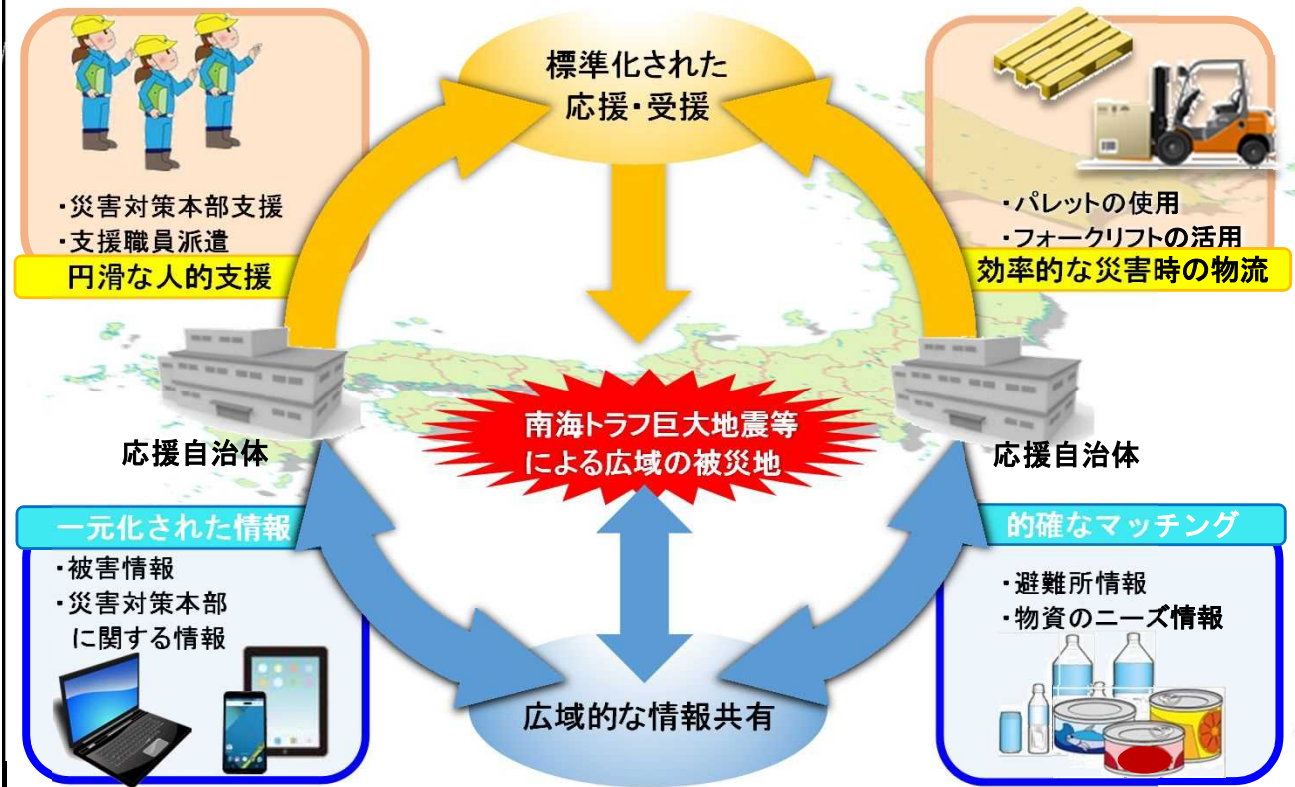 標準化された
応援・受援
・災害対策本部支援
・支援職員派遣
円滑な人的支援
・パレットの使用
・フォークリフトの活用
効率的な災害時の物流
応援自治体
南海トラフ巨大地震等
による広域の被災地
応援自治体
一元化された情報
・被害情報
・災害対策本部
に関する情報
的確なマッチング
・避難所情報
・物資のニーズ情報
広域的な情報共有